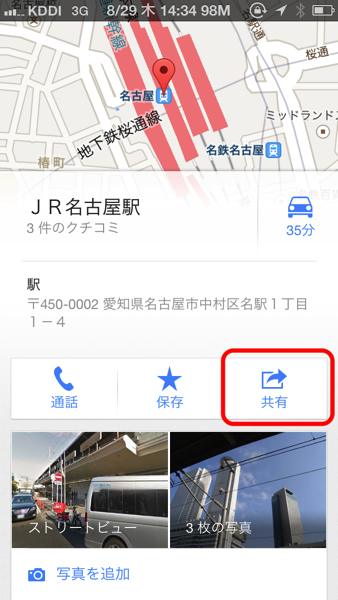 KDDI 3G 8/29 木 14:34 98M
桜通
名古屋
ミッドランドス
地下鉄桜通線
椿町
名鉄名古屋
ＪＲ名古屋駅
3 件のクチコミ
35分
駅
〒450-0002 愛知県名古屋市中村区名駅１丁目
１−４
通話
保存
共有
ストリートビュー
3 枚の写真
写真を追加